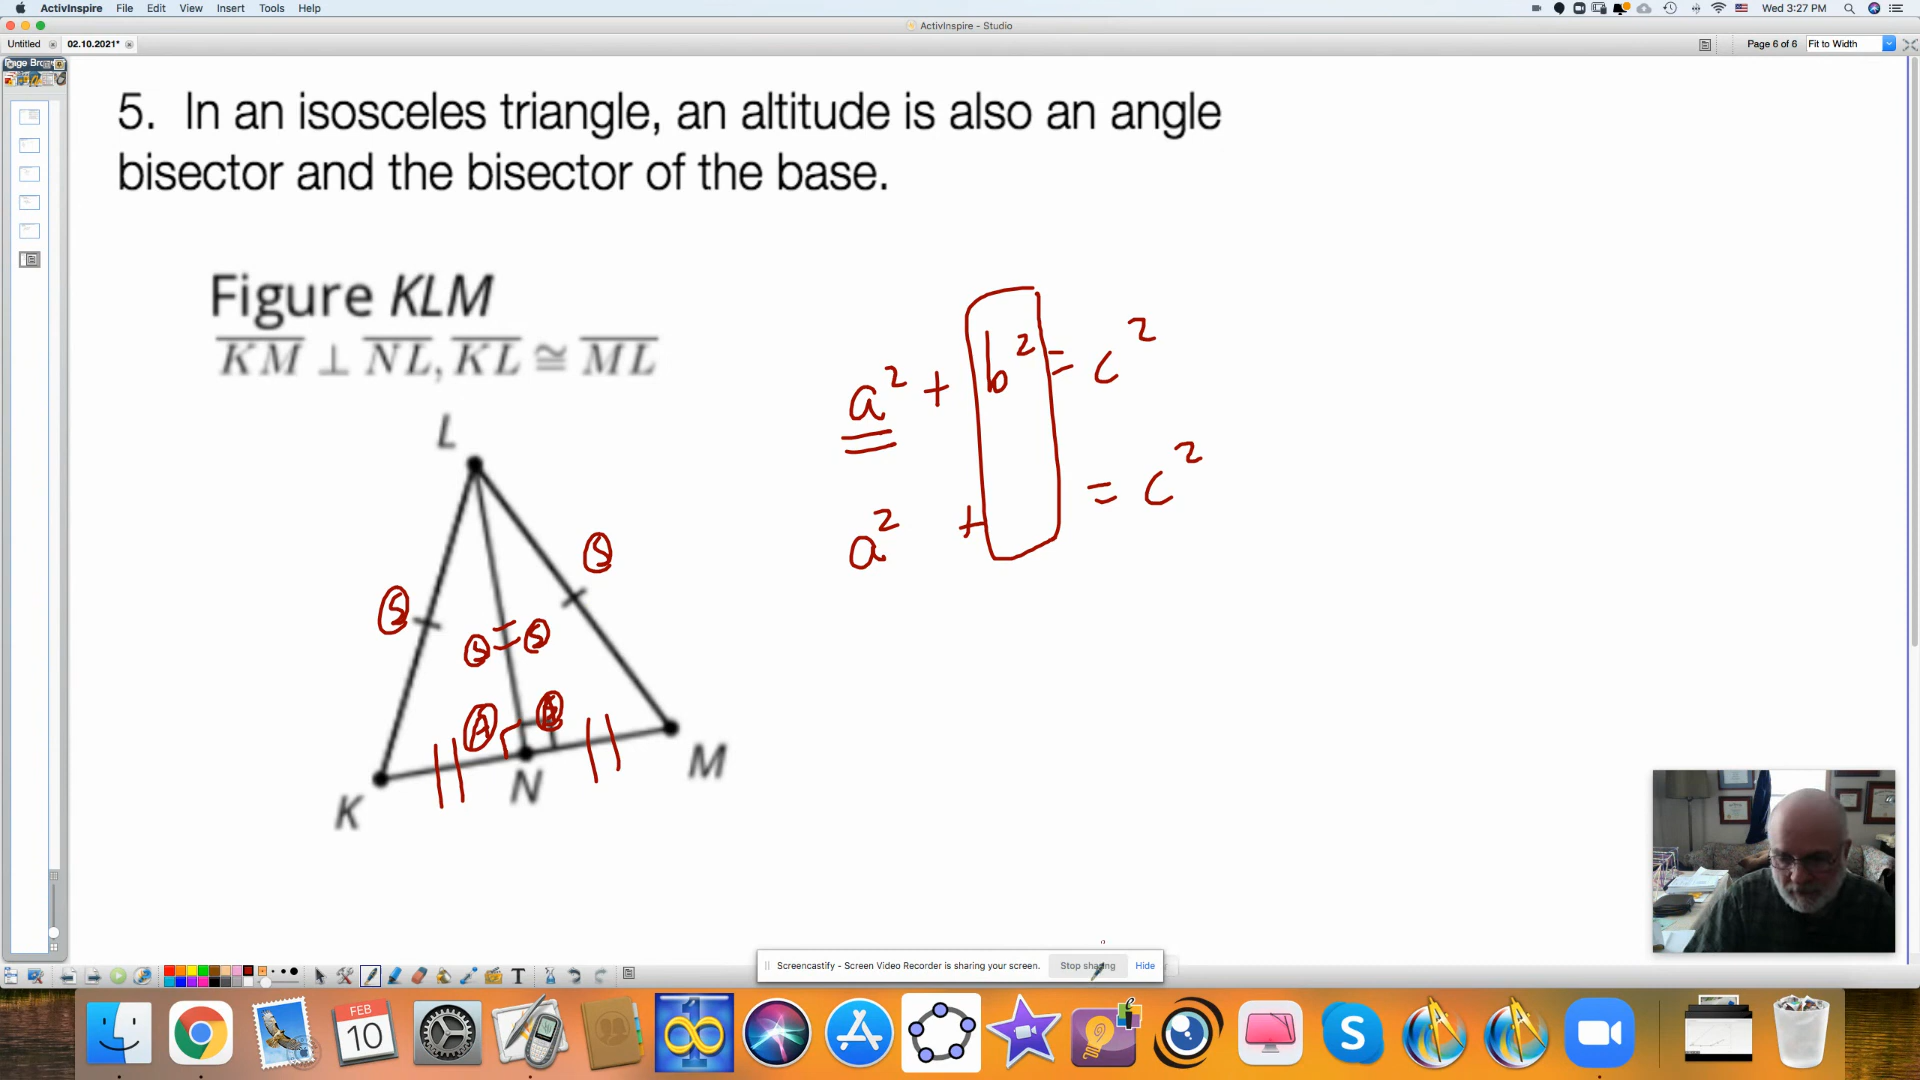 ActivInspire File Edit View Insert Tools Help Wed 3:27 PM
ActivInspire - Studio
Untitled 02.10.2021* Page 6 of 6 Fit to Width
5. In an isosceles triangle, an altitude is also an angle
bisector and the bisector of the base.
Figure KLM
KM ⊥ NL, KL ≅ ML
a² + b² = c²
a² + = c²
L
S S
S S
A A
K N M
Screencastify - Screen Video Recorder is sharing your screen. Stop sharing Hide
FEB
10
1
S